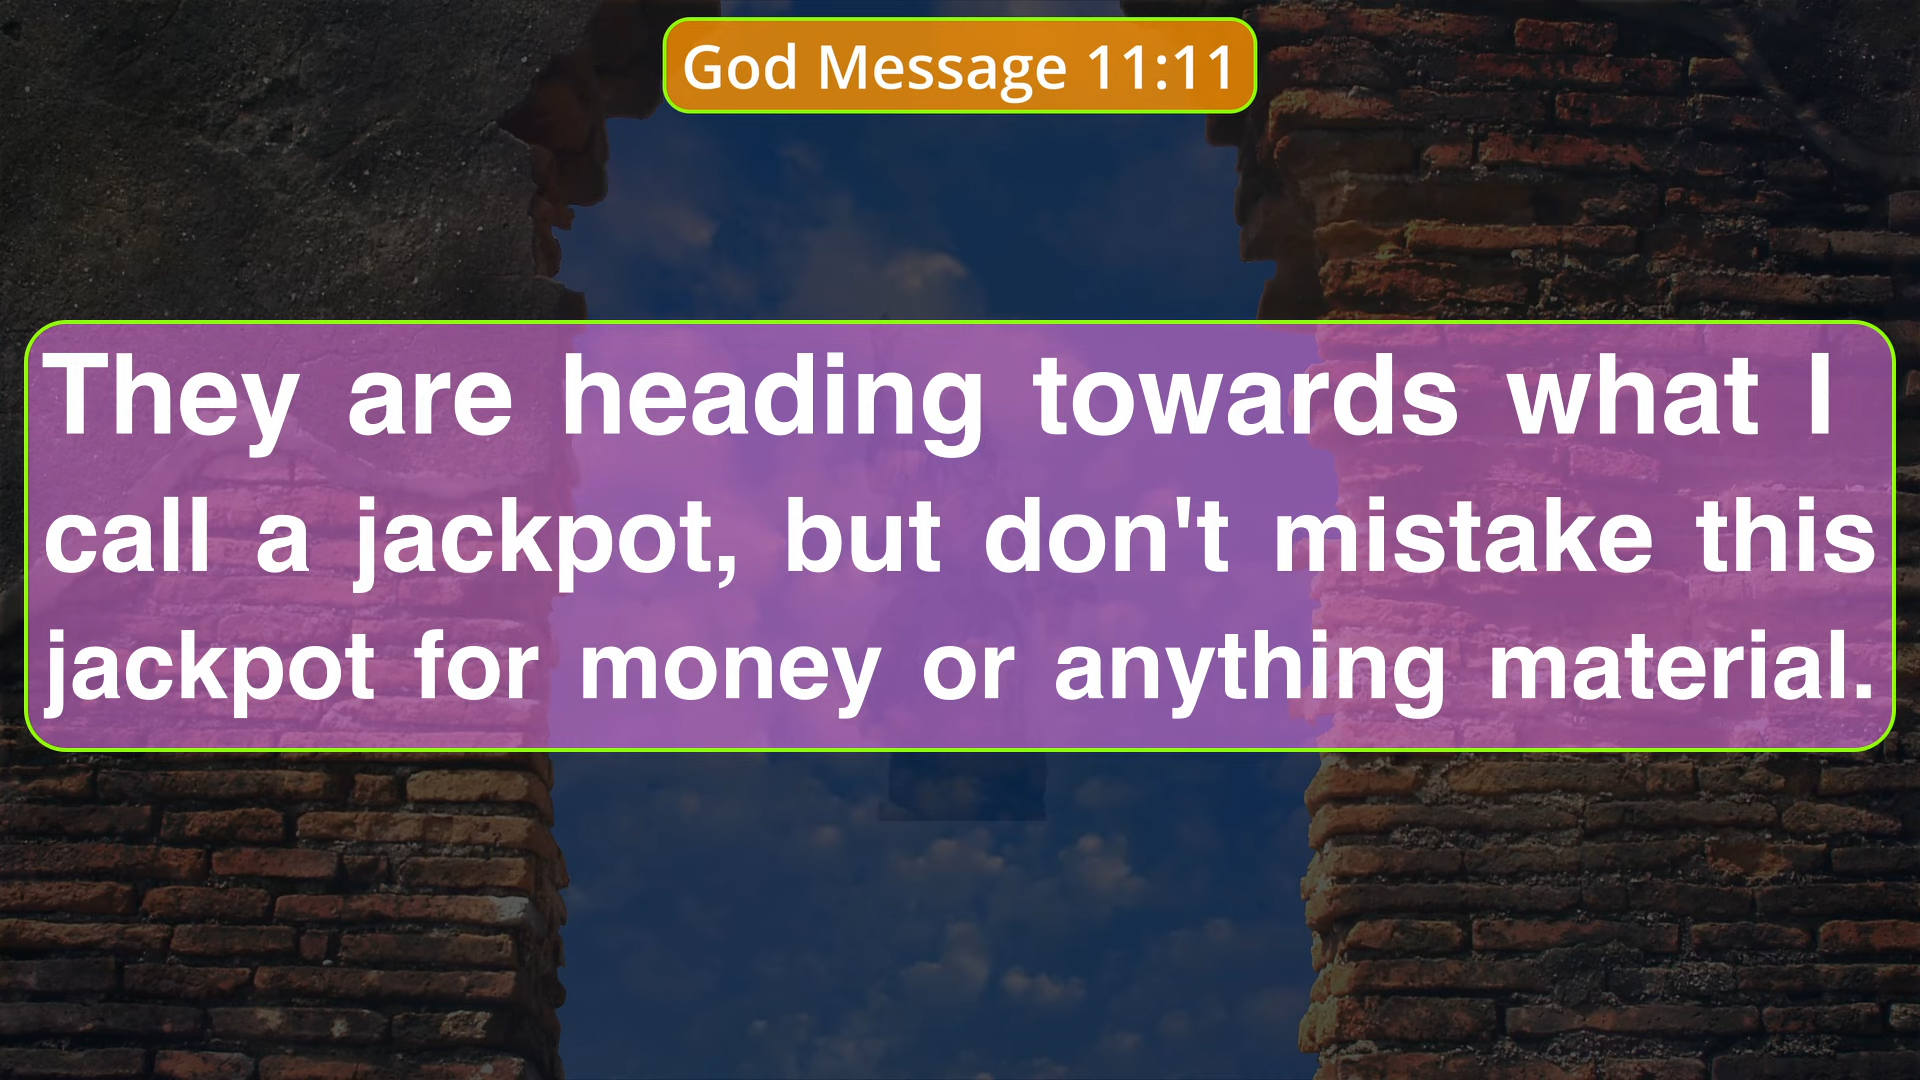 God Message 11:11
They are heading towards what I
call a jackpot, but don't mistake this
jackpot for money or anything material.